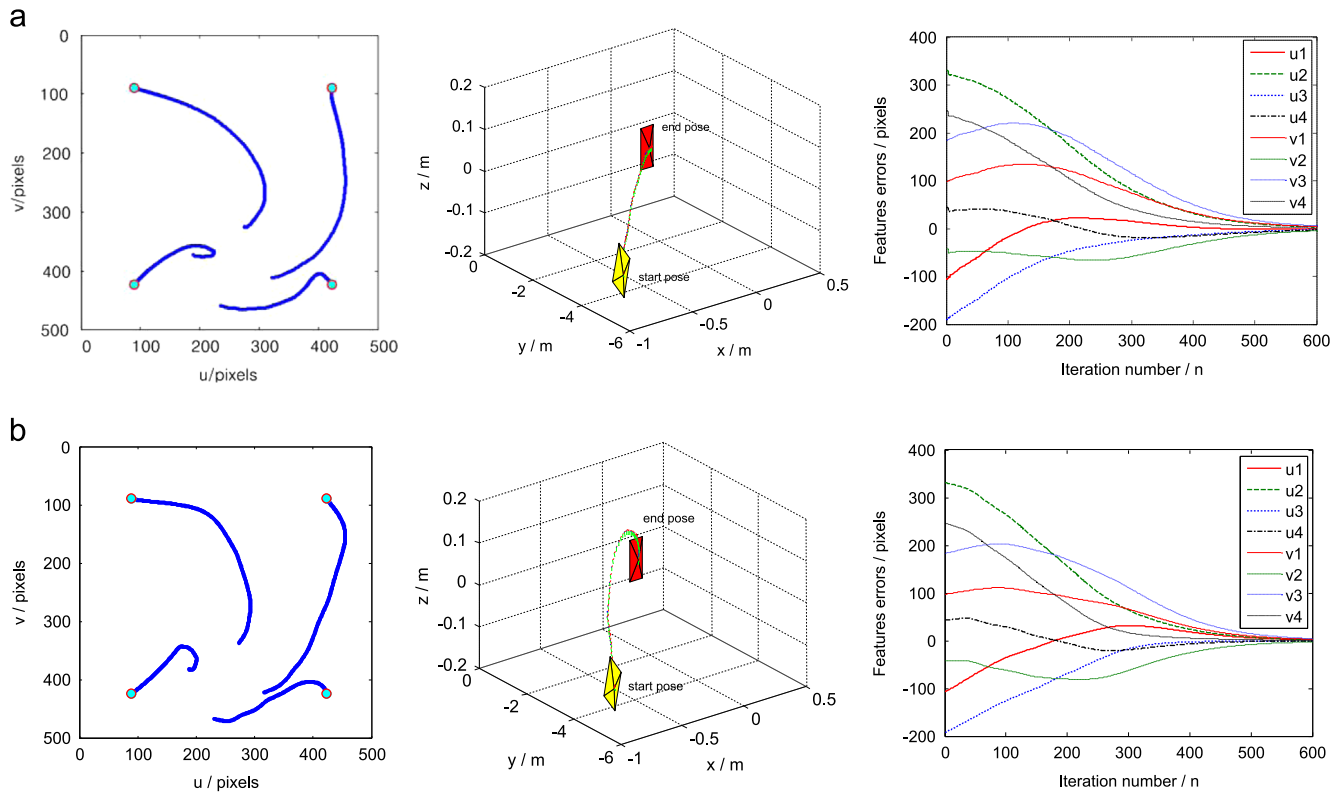 a
0
100
200
300
400
500
v/pixels
0
100
200
300
400
500
u/pixels
0.2
0.1
0
-0.1
-0.2
z / m
end pose
start pose
0
-2
-4
-6
y / m
-1
-0.5
0
0.5
x / m
400
300
200
100
0
-100
-200
Features errors / pixels
u1
u2
u3
u4
v1
v2
v3
v4
0
100
200
300
400
500
600
Iteration number / n
b
0
100
200
300
400
500
v / pixels
0
100
200
300
400
500
u / pixels
0.2
0.1
0
-0.1
-0.2
z / m
end pose
start pose
0
-2
-4
-6
y / m
-1
-0.5
0
0.5
x / m
400
300
200
100
0
-100
-200
Features errors / pixels
u1
u2
u3
u4
v1
v2
v3
v4
0
100
200
300
400
500
600
Iteration number / n